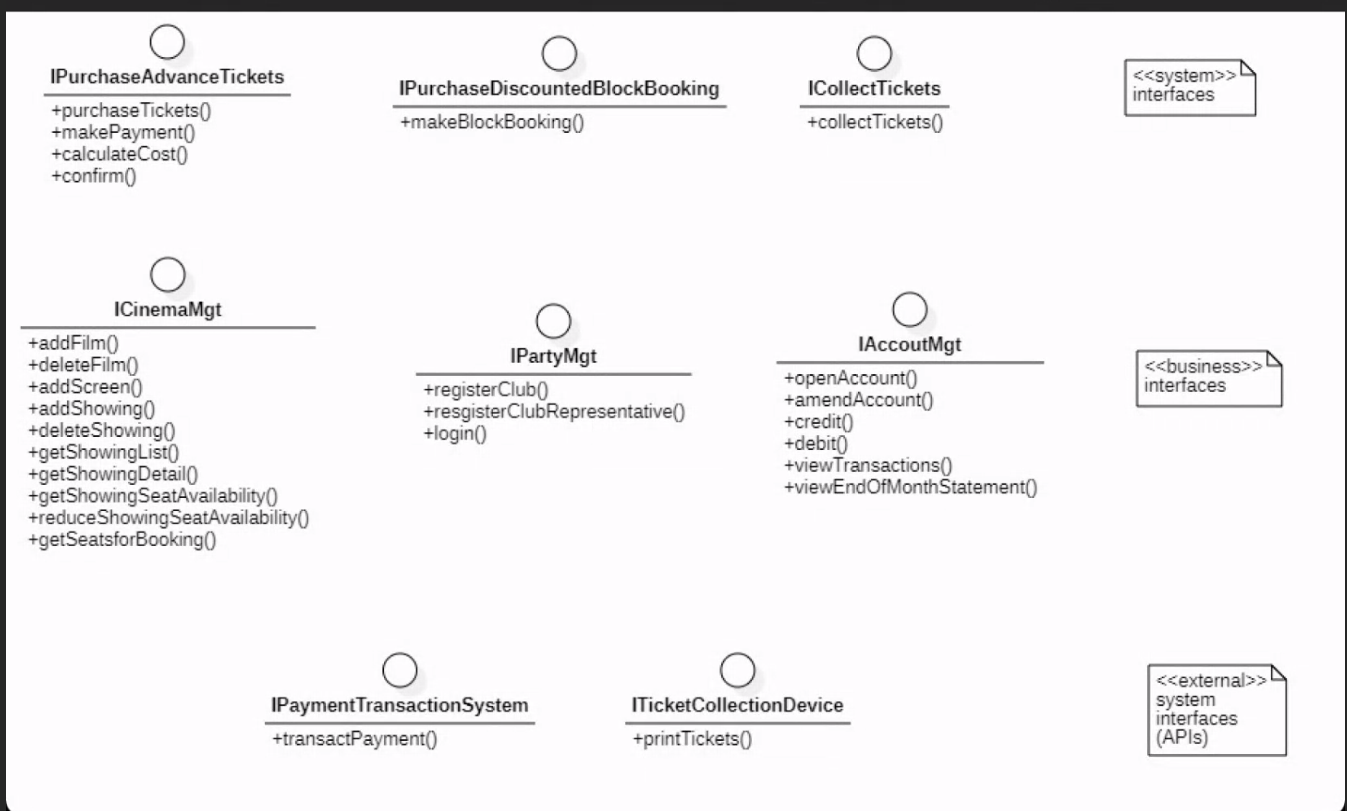 IPurchaseAdvanceTickets
+purchaseTickets()
+makePayment()
+calculateCost()
+confirm()
IPurchaseDiscountedBlockBooking
+makeBlockBooking()
ICollectTickets
+collectTickets()
<<system>>
interfaces
ICinemaMgt
+addFilm()
+deleteFilm()
+addScreen()
+addShowing()
+deleteShowing()
+getShowingList()
+getShowingDetail()
+getShowingSeatAvailability()
+reduceShowingSeatAvailability()
+getSeatsforBooking()
IPartyMgt
+registerClub()
+resgisterClubRepresentative()
+login()
IAccoutMgt
+openAccount()
+amendAccount()
+credit()
+debit()
+viewTransactions()
+viewEndOfMonthStatement()
<<business>>
interfaces
IPaymentTransactionSystem
+transactPayment()
ITicketCollectionDevice
+printTickets()
<<external>>
system
interfaces
(APIs)